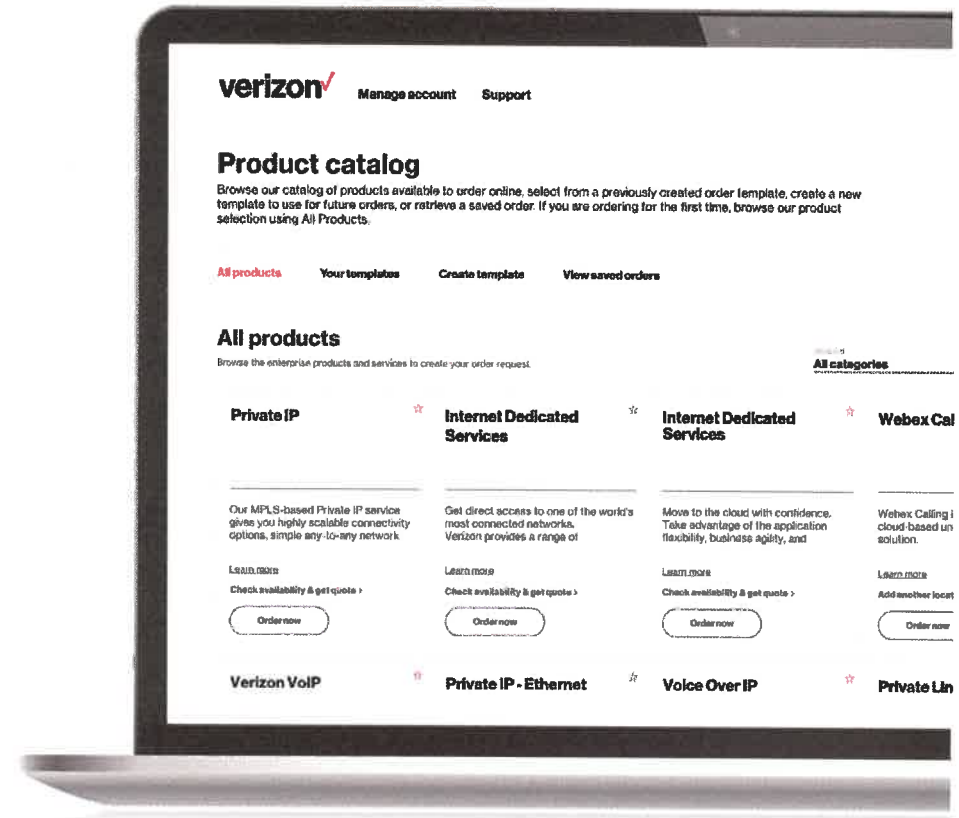 verizon
Manage account Support
Product catalog
Browse our catalog of products available to order online, select from a previously created order template, create a new
template to use for future orders, or retrieve a saved order. If you are ordering for the first time, browse our product
selection using All Products.
All products Your templates Create template View saved orders
All products
Browse the enterprise products and services to create your order request.
All categories
Private IP
Our MPLS-based Private IP service
gives you highly scalable connectivity
options, simple any-to-any network
Learn more
Check availability & get quote >
Order now
Internet Dedicated
Services
Get direct access to one of the world's
most connected networks.
Verizon provides a range of
Learn more
Check availability & get quote >
Order now
Internet Dedicated
Services
Move to the cloud with confidence.
Take advantage of the application
flexibility, business agility, and
Learn more
Check availability & get quote >
Order now
Webex Cal
Webex Calling i
cloud-based un
solution.
Learn more
Add another locat
Order now
Verizon VoIP
Private IP - Ethernet
Voice Over IP
Private Lin